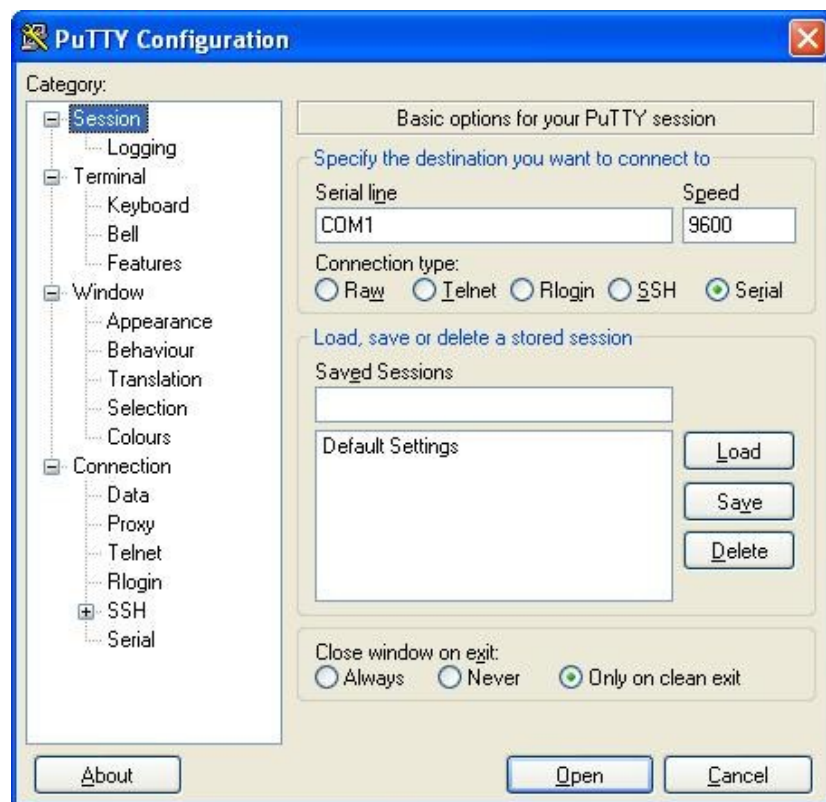 PuTTY Configuration
Category:
Session
Logging
Terminal
Keyboard
Bell
Features
Window
Appearance
Behaviour
Translation
Selection
Colours
Connection
Data
Proxy
Telnet
Rlogin
SSH
Serial
Basic options for your PuTTY session
Specify the destination you want to connect to
Serial line Speed
COM1 9600
Connection type:
Raw Telnet Rlogin SSH Serial
Load, save or delete a stored session
Saved Sessions
Default Settings
Load
Save
Delete
Close window on exit:
Always Never Only on clean exit
About Open Cancel